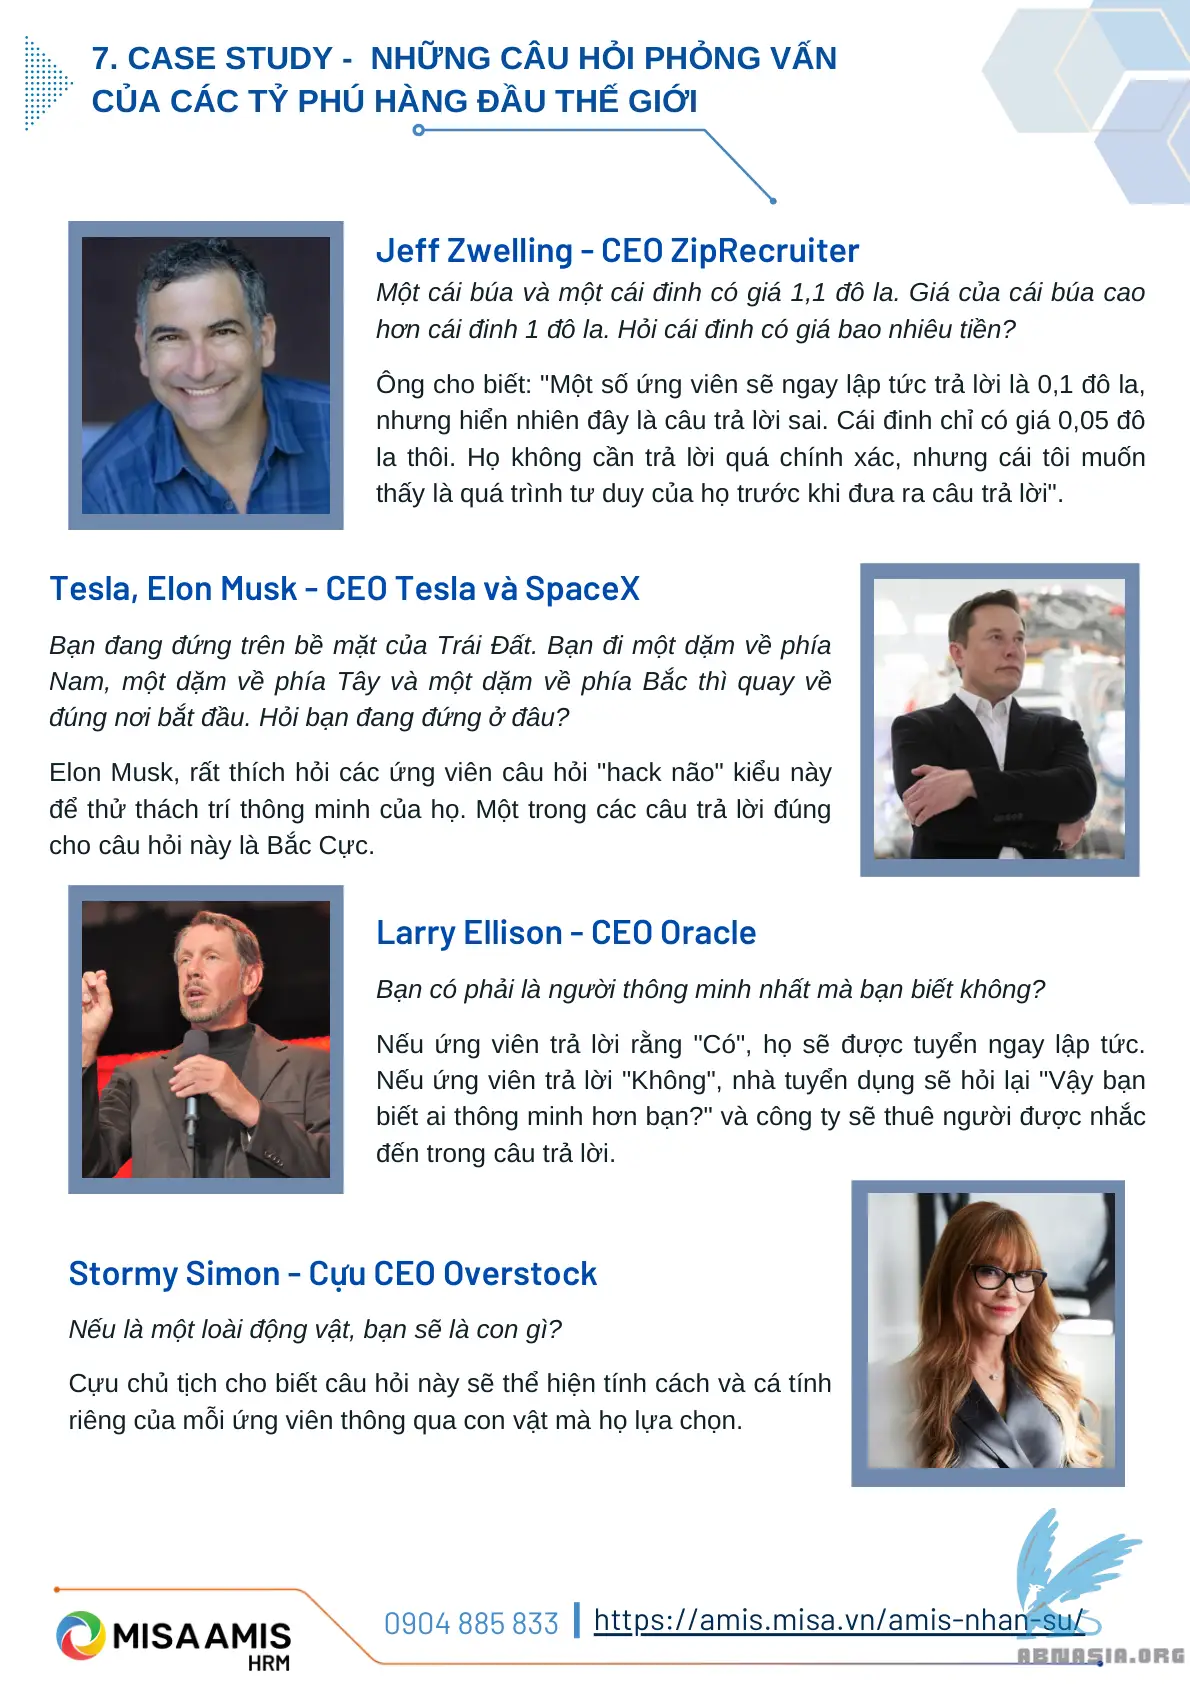 7. CASE STUDY - NHỮNG CÂU HỎI PHỎNG VẤN
CỦA CÁC TỶ PHÚ HÀNG ĐẦU THẾ GIỚI
Jeff Zwelling - CEO ZipRecruiter
Một cái búa và một cái đinh có giá 1,1 đô la. Giá của cái búa cao
hơn cái đinh 1 đô la. Hỏi cái đinh có giá bao nhiêu tiền?
Ông cho biết: "Một số ứng viên sẽ ngay lập tức trả lời là 0,1 đô la,
nhưng hiển nhiên đây là câu trả lời sai. Cái đinh chỉ có giá 0,05 đô
la thôi. Họ không cần trả lời quá chính xác, nhưng cái tôi muốn
thấy là quá trình tư duy của họ trước khi đưa ra câu trả lời".
Tesla, Elon Musk - CEO Tesla và SpaceX
Bạn đang đứng trên bề mặt của Trái Đất. Bạn đi một dặm về phía
Nam, một dặm về phía Tây và một dặm về phía Bắc thì quay về
đúng nơi bắt đầu. Hỏi bạn đang đứng ở đâu?
Elon Musk, rất thích hỏi các ứng viên câu hỏi "hack não" kiểu này
để thử thách trí thông minh của họ. Một trong các câu trả lời đúng
cho câu hỏi này là Bắc Cực.
Larry Ellison - CEO Oracle
Bạn có phải là người thông minh nhất mà bạn biết không?
Nếu ứng viên trả lời rằng "Có", họ sẽ được tuyển ngay lập tức.
Nếu ứng viên trả lời "Không", nhà tuyển dụng sẽ hỏi lại "Vậy bạn
biết ai thông minh hơn bạn?" và công ty sẽ thuê người được nhắc
đến trong câu trả lời.
Stormy Simon - Cựu CEO Overstock
Nếu là một loài động vật, bạn sẽ là con gì?
Cựu chủ tịch cho biết câu hỏi này sẽ thể hiện tính cách và cá tính
riêng của mỗi ứng viên thông qua con vật mà họ lựa chọn.
MISA AMIS
HRM
0904 885 833
https://amis.misa.vn/amis-nhan-su/
ABNASIA.ORG